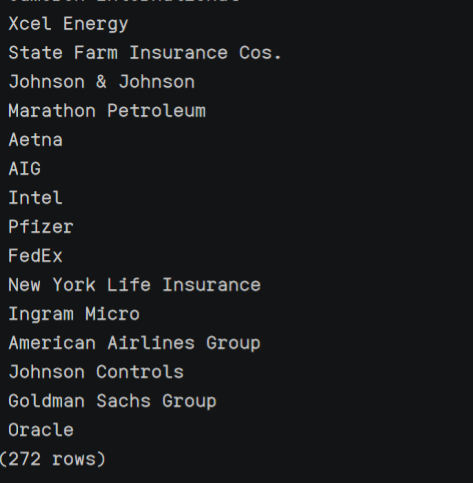 Xcel Energy
State Farm Insurance Cos.
Johnson & Johnson
Marathon Petroleum
Aetna
AIG
Intel
Pfizer
FedEx
New York Life Insurance
Ingram Micro
American Airlines Group
Johnson Controls
Goldman Sachs Group
Oracle
(272 rows)